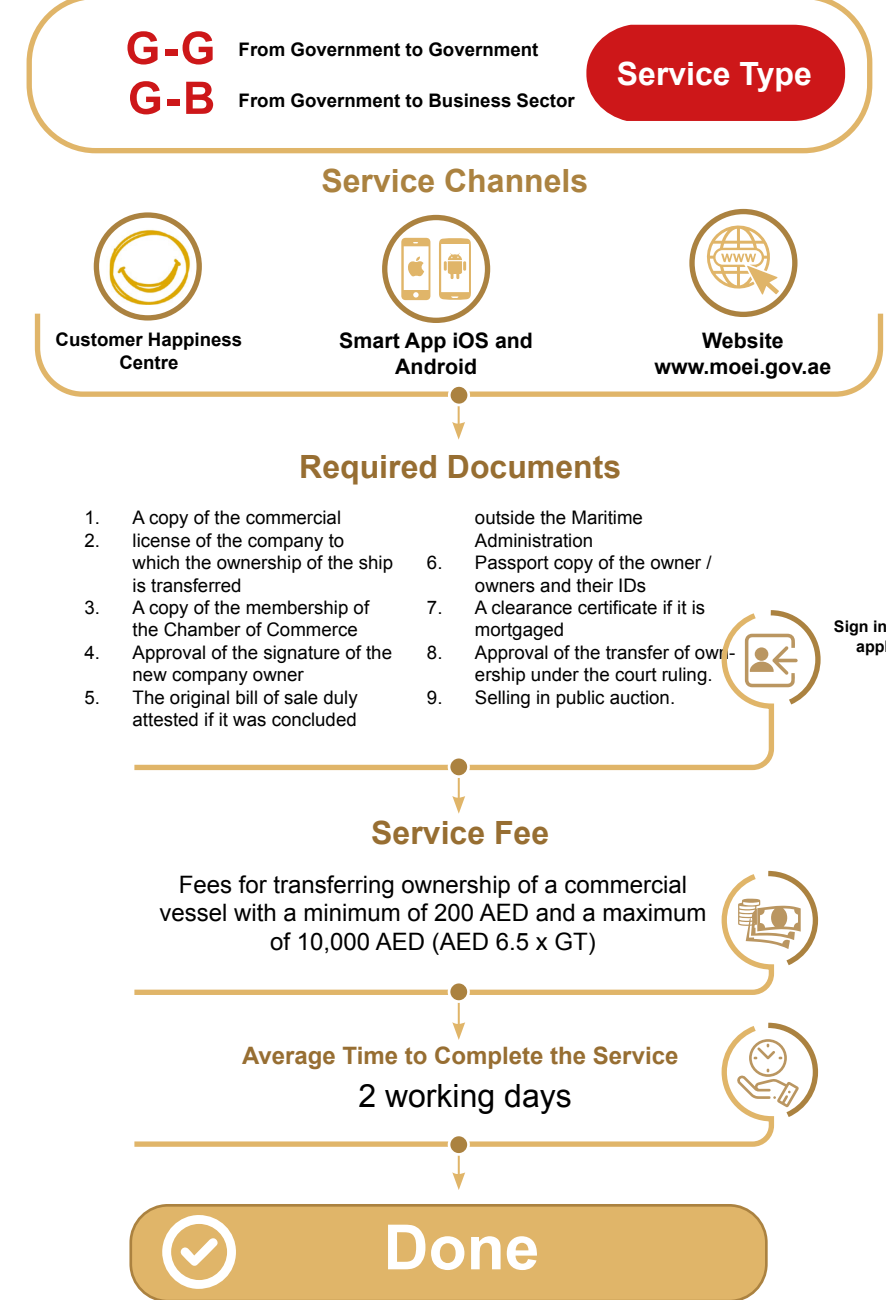 G-G From Government to Government
G-B From Government to Business Sector
Service Type
Service Channels
Customer Happiness
Centre
Smart App iOS and
Android
WWW
Website
www.moei.gov.ae
Required Documents
1. A copy of the commercial
2. license of the company to
which the ownership of the ship
is transferred
3. A copy of the membership of
the Chamber of Commerce
4. Approval of the signature of the
new company owner
5. The original bill of sale duly
attested if it was concluded
outside the Maritime
Administration
6. Passport copy of the owner /
owners and their IDs
7. A clearance certificate if it is
mortgaged
8. Approval of the transfer of own-
ership under the court ruling.
9. Selling in public auction.
Sign in
Service Fee
Fees for transferring ownership of a commercial
vessel with a minimum of 200 AED and a maximum
of 10,000 AED (AED 6.5 x GT)
Average Time to Complete the Service
2 working days
Done